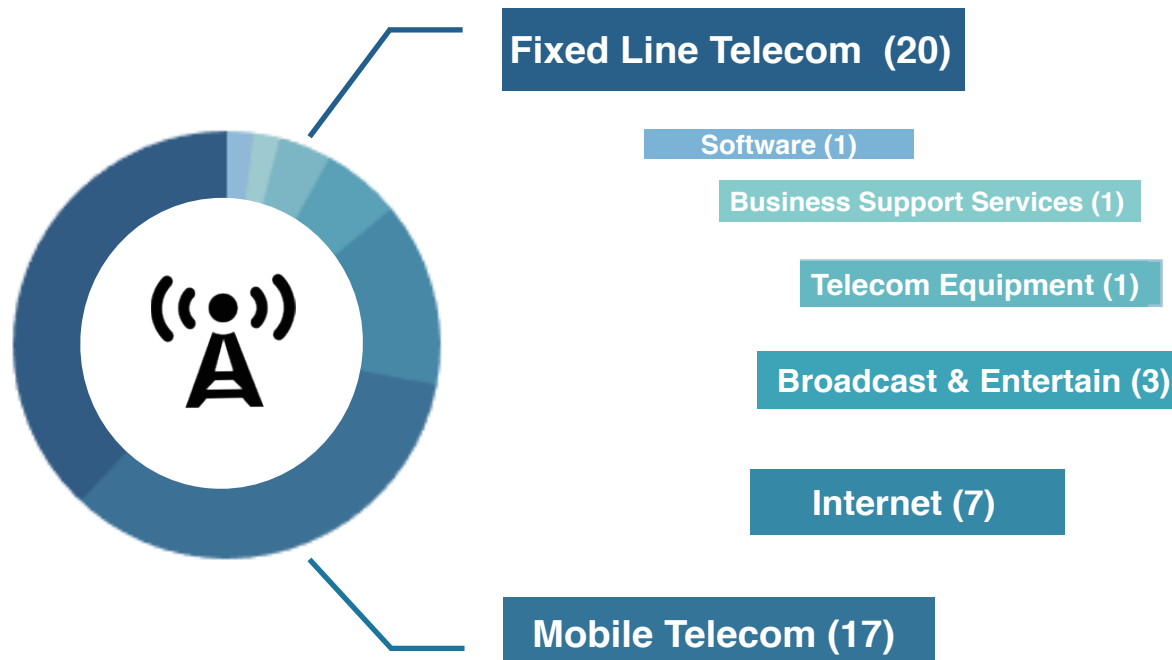 Fixed Line Telecom (20)
Software (1)
Business Support Services (1)
Telecom Equipment (1)
Broadcast & Entertain (3)
Internet (7)
Mobile Telecom (17)